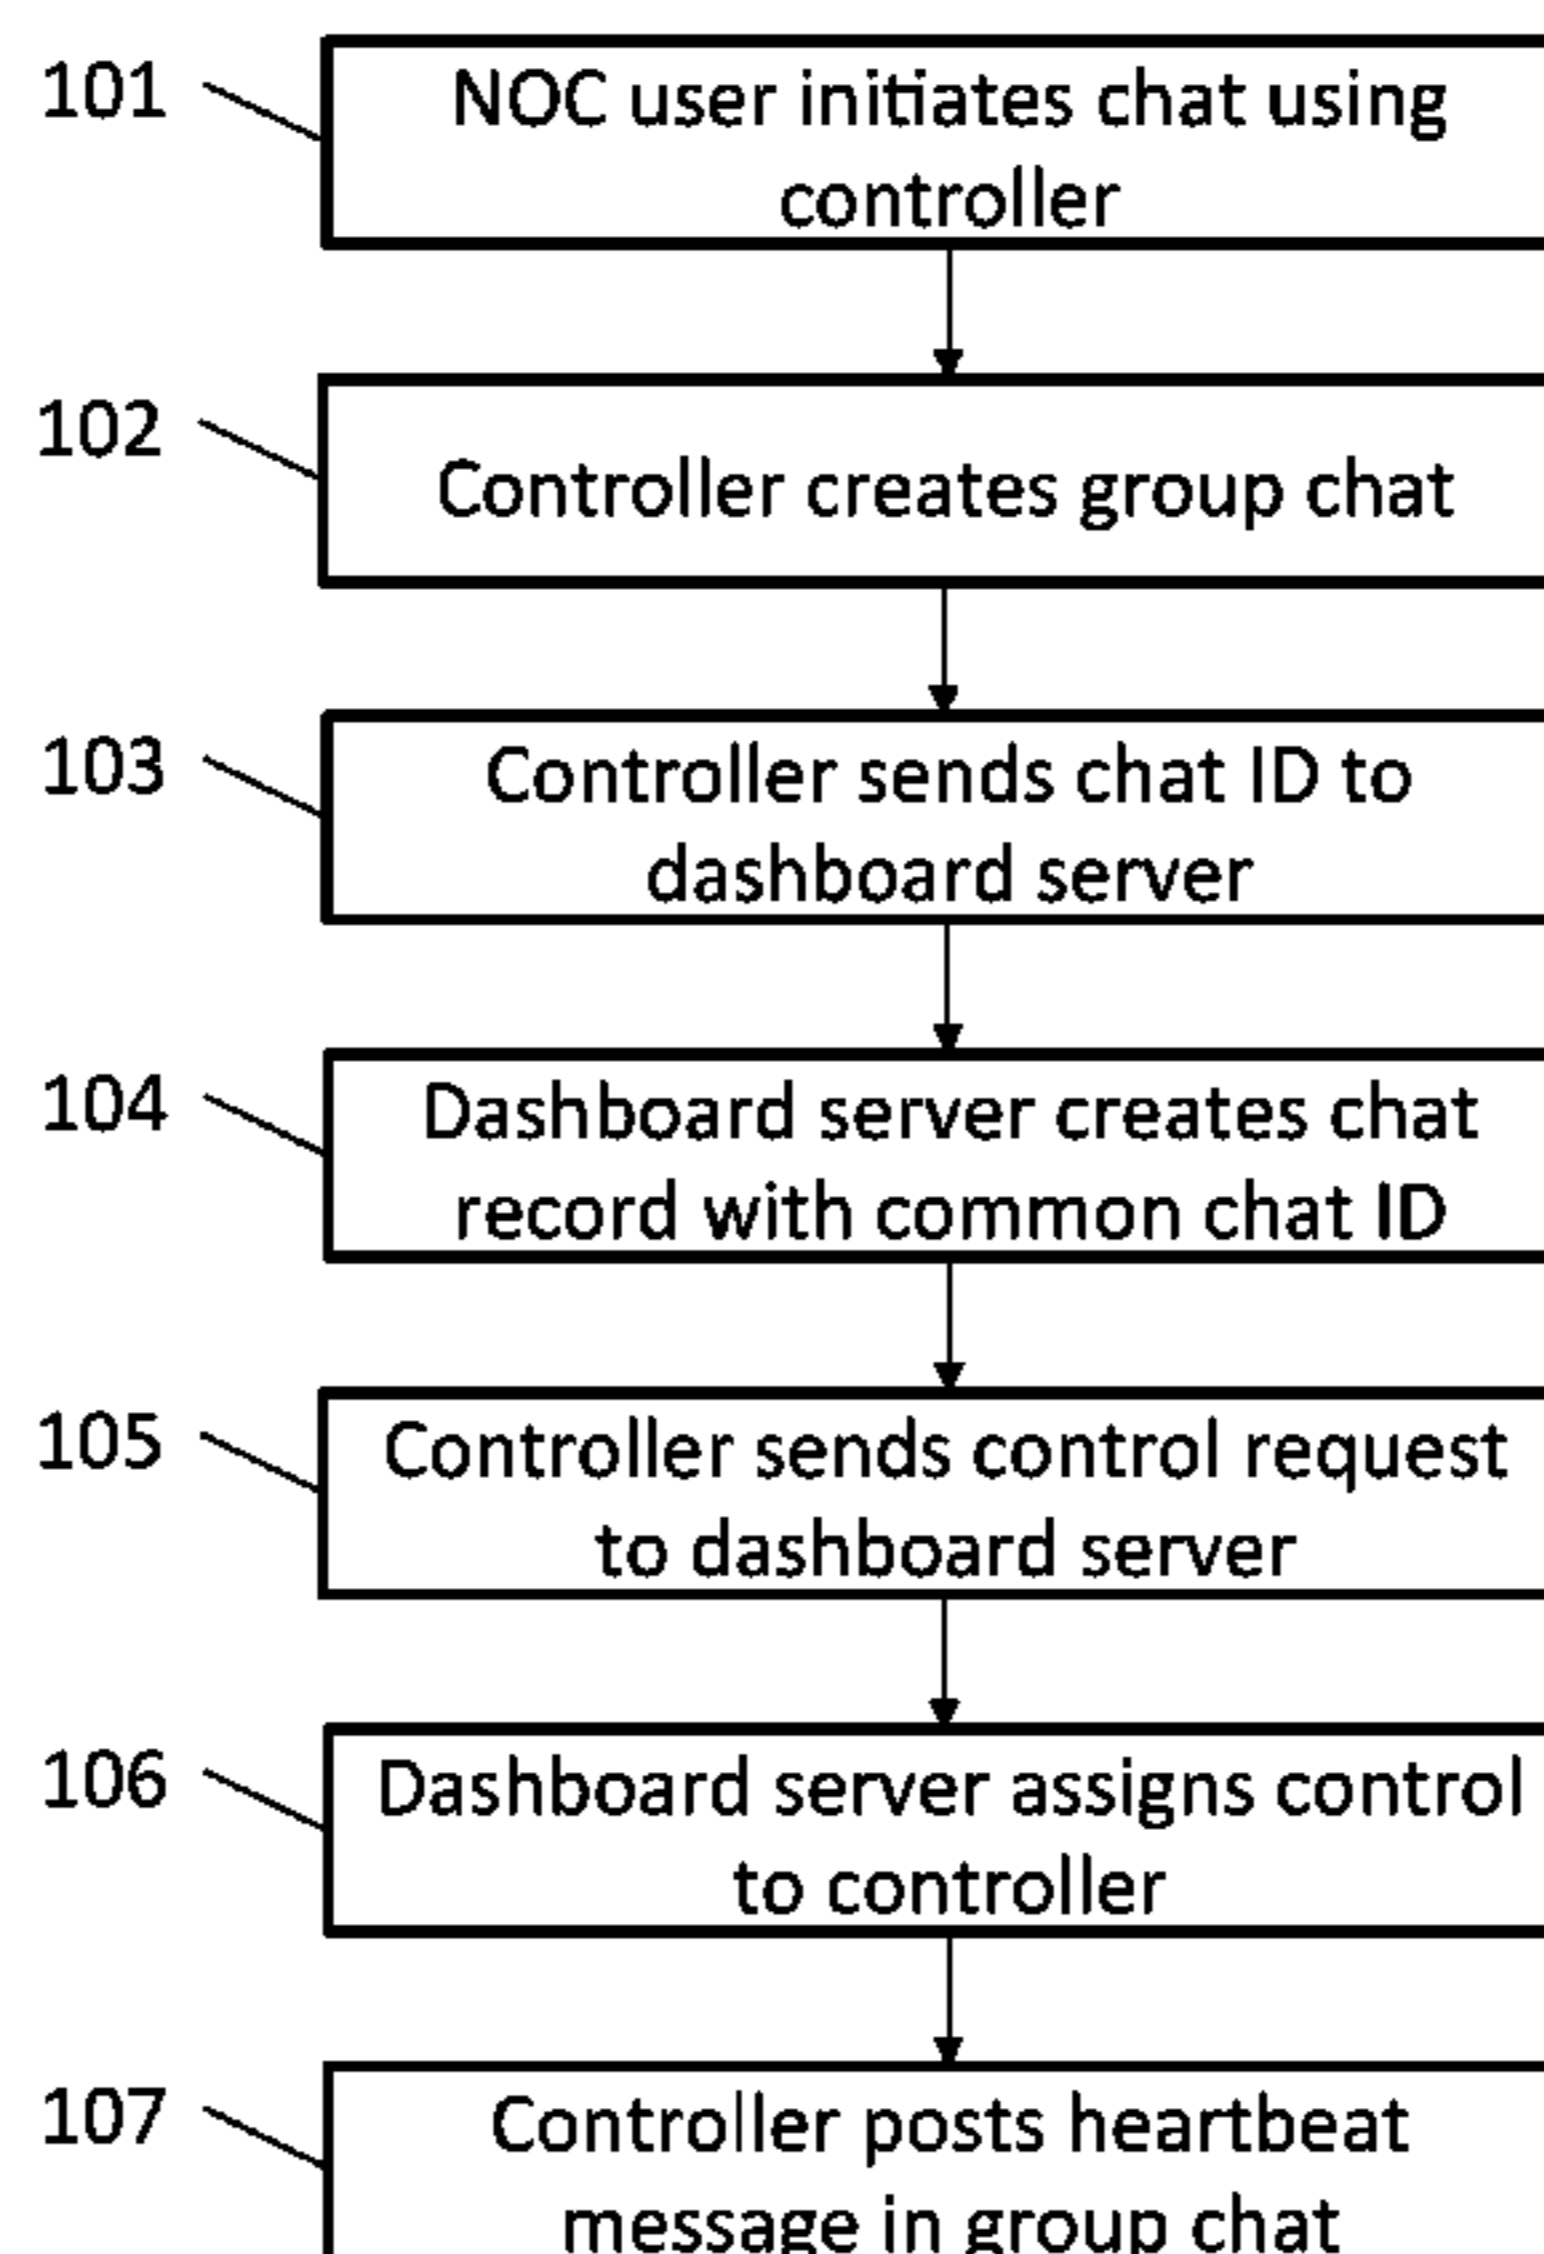 101
NOC user initiates chat using
controller
102
Controller creates group chat
103
Controller sends chat ID to
dashboard server
104
Dashboard server creates chat
record with common chat ID
105
Controller sends control request
to dashboard server
106
Dashboard server assigns control
to controller
107
Controller posts heartbeat
message in group chat